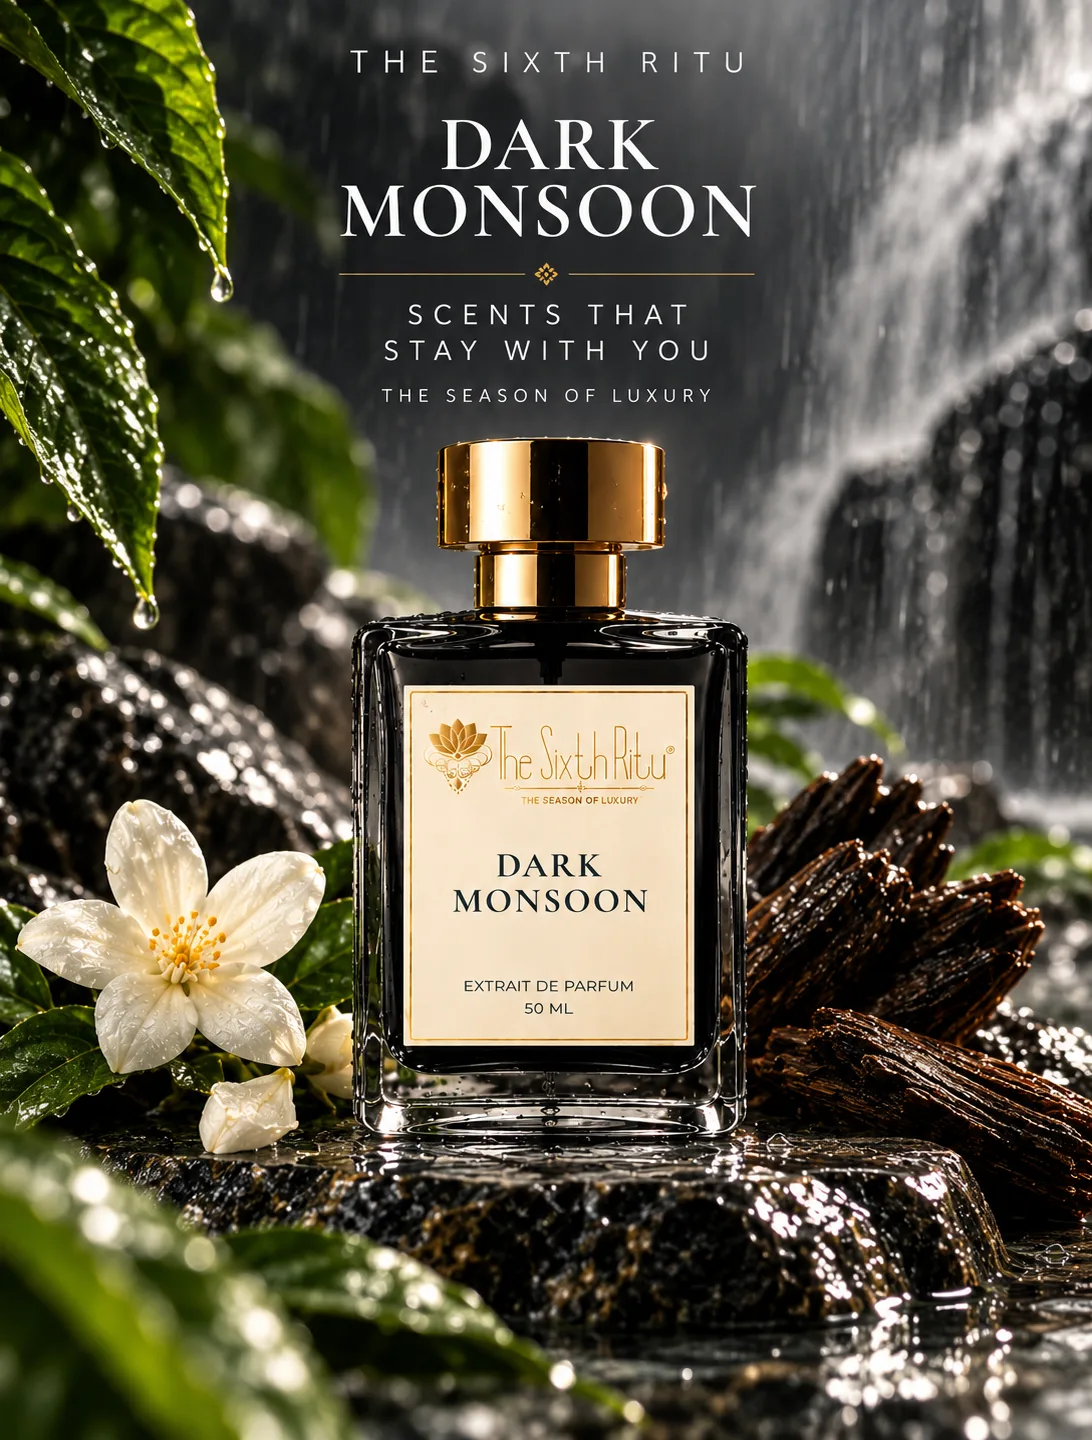 THE SIXTH RITU
DARK
MONSOON
SCENTS THAT
STAY WITH YOU
THE SEASON OF LUXURY
The Sixth Ritu®
THE SEASON OF LUXURY
DARK
MONSOON
EXTRAIT DE PARFUM
50 ML